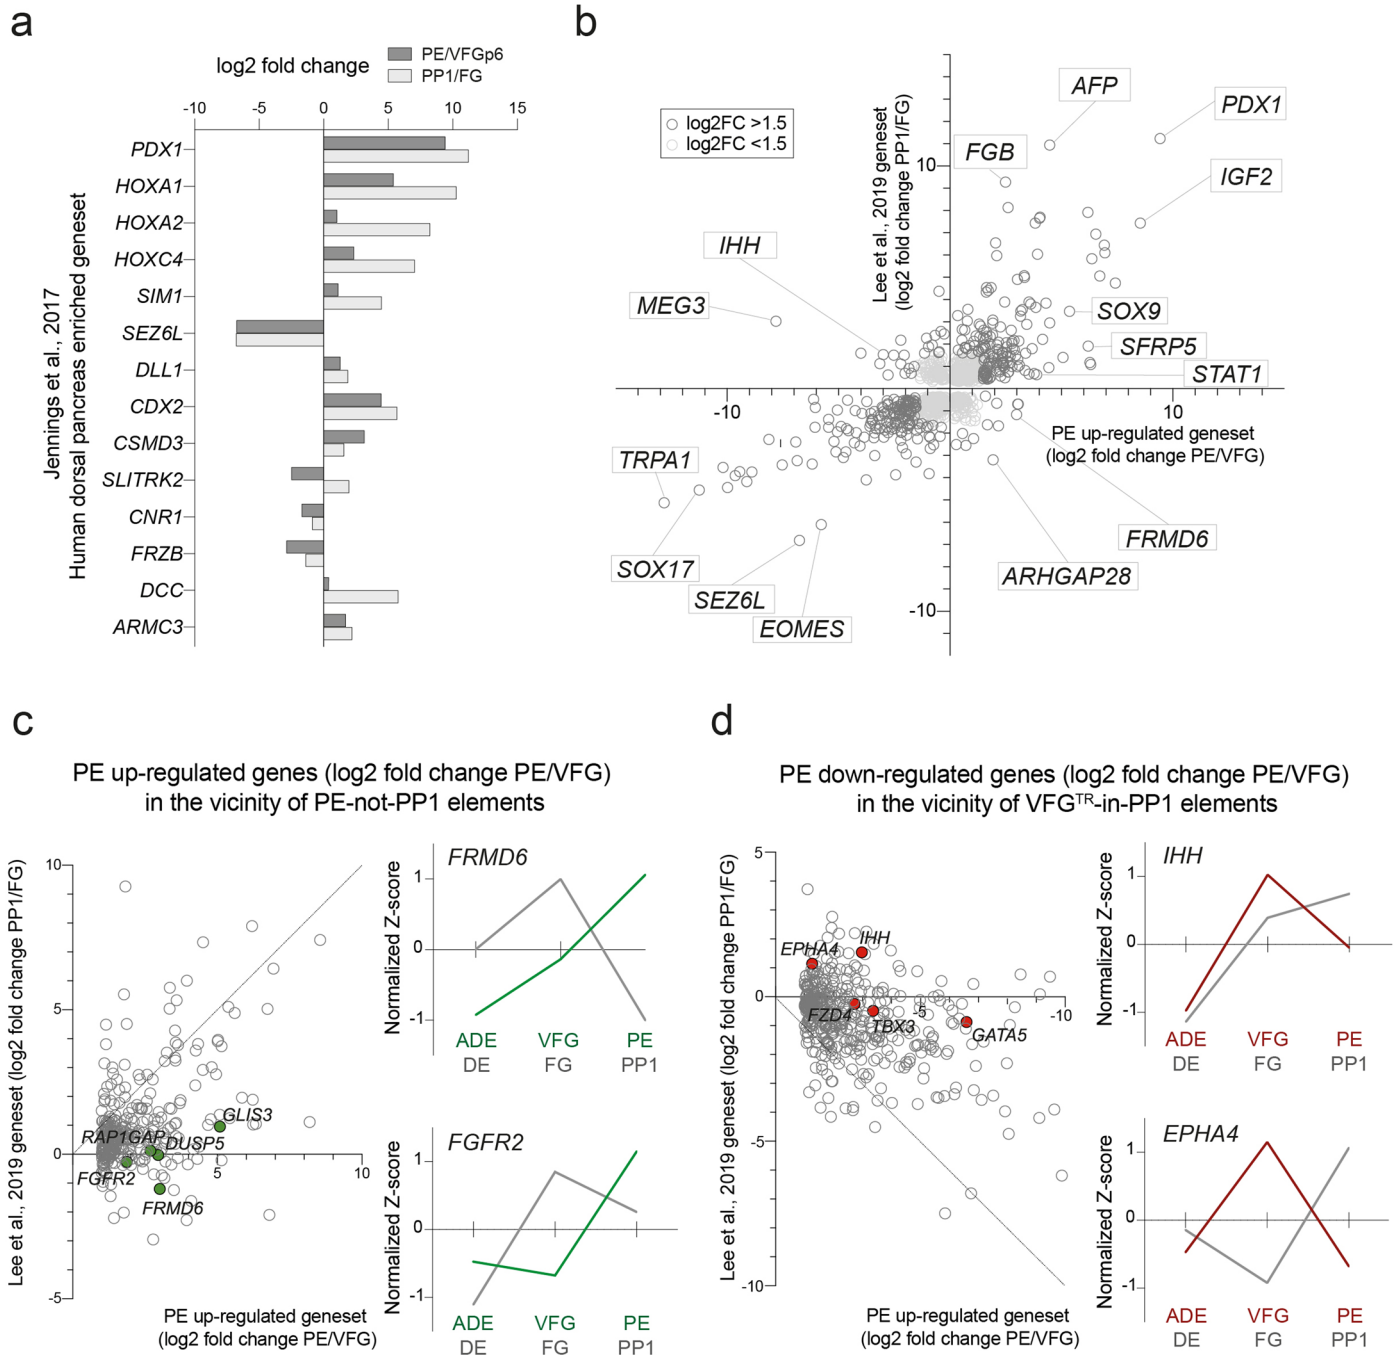 a
log2 fold change
PE/VFGp6
PP1/FG
-10 -5 0 5 10 15
Jennings et al., 2017
Human dorsal pancreas enriched geneset
PDX1
HOXA1
HOXA2
HOXC4
SIM1
SEZ6L
DLL1
CDX2
CSMD3
SLITRK2
CNR1
FRZB
DCC
ARMC3
b
log2FC >1.5
log2FC <1.5
Lee et al., 2019 geneset
(log2 fold change PP1/FG)
AFP
PDX1
FGB
10
IGF2
IHH
MEG3
SOX9
SFRP5
STAT1
-10
10
PE up-regulated geneset
(log2 fold change PE/VFG)
TRPA1
FRMD6
SOX17
ARHGAP28
SEZ6L
-10
EOMES
c
PE up-regulated genes (log2 fold change PE/VFG)
in the vicinity of PE-not-PP1 elements
Lee et al., 2019 geneset (log2 fold change PP1/FG)
10
5
0
-5
5
10
GLIS3
RAP1GAP
DUSP5
FGFR2
FRMD6
PE up-regulated geneset
(log2 fold change PE/VFG)
FRMD6
Normalized Z-score
1
0
-1
ADE VFG PE
DE FG PP1
FGFR2
Normalized Z-score
1
0
-1
ADE VFG PE
DE FG PP1
d
PE down-regulated genes (log2 fold change PE/VFG)
in the vicinity of VFGTR-in-PP1 elements
Lee et al., 2019 geneset (log2 fold change PP1/FG)
5
0
-5
-10
-5
-10
IHH
EPHA4
FZD4
TBX3
GATA5
PE up-regulated geneset
(log2 fold change PE/VFG)
IHH
Normalized Z-score
1
0
-1
ADE VFG PE
DE FG PP1
EPHA4
Normalized Z-score
1
0
-1
ADE VFG PE
DE FG PP1